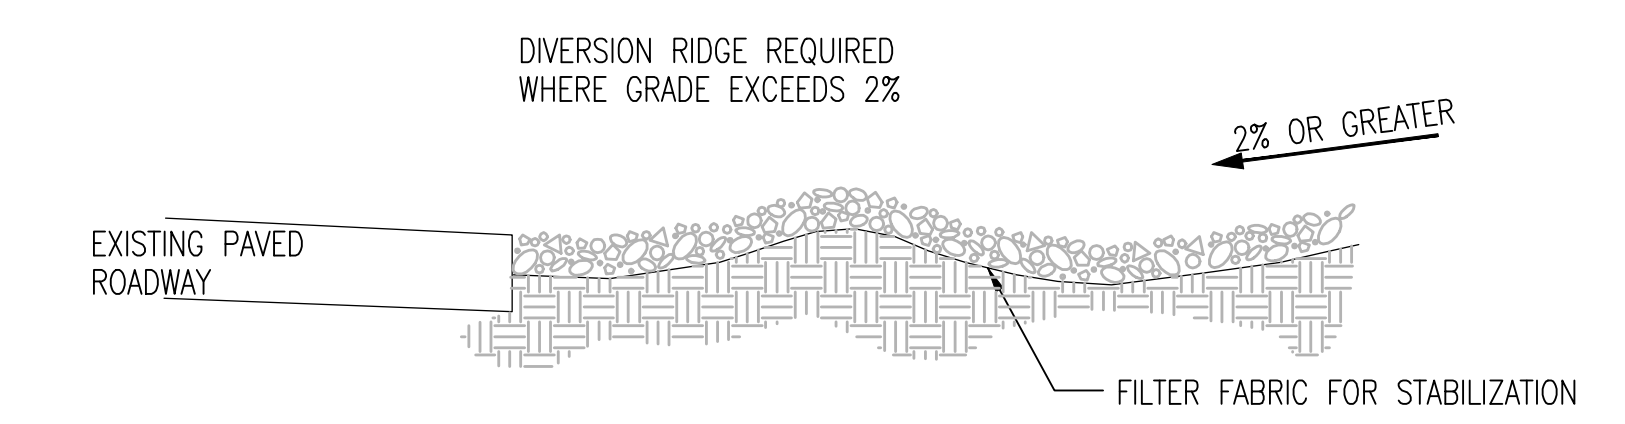 DIVERSION RIDGE REQUIRED
WHERE GRADE EXCEEDS 2%
2% OR GREATER
EXISTING PAVED
ROADWAY
FILTER FABRIC FOR STABILIZATION